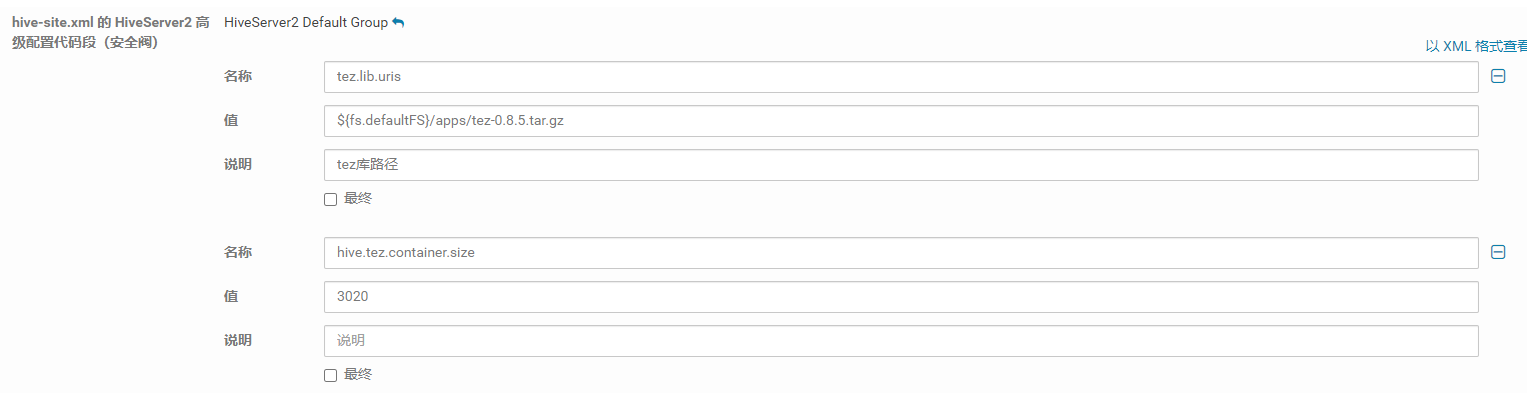 hive-site.xml 的 HiveServer2 高
级配置代码段（安全阀）
HiveServer2 Default Group
以 XML 格式查看
名称
tez.lib.uris
值
${fs.defaultFS}/apps/tez-0.8.5.tar.gz
说明
tez库路径
最终
名称
hive.tez.container.size
值
3020
说明
说明
最终